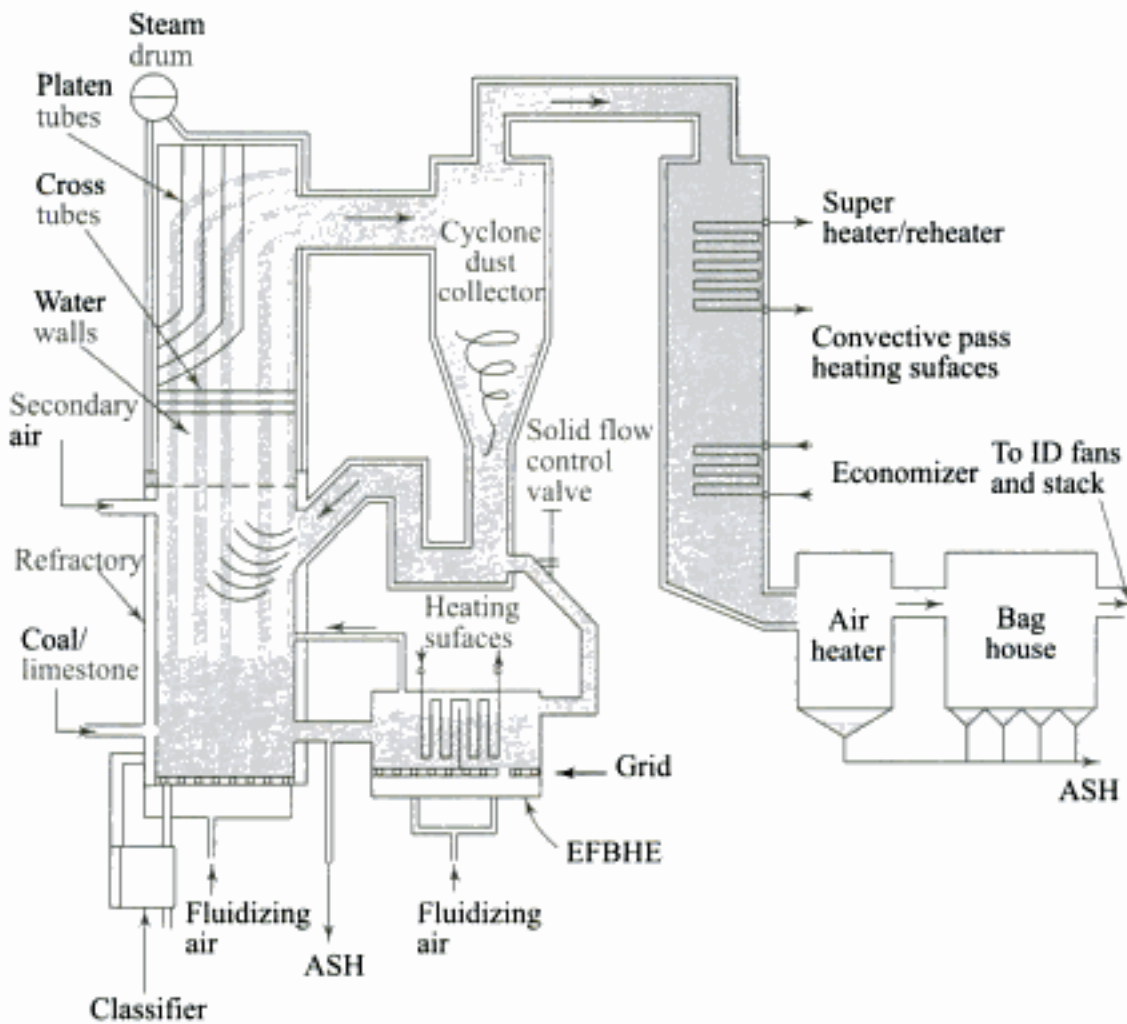 Steam
drum
Platen
tubes
Cross
tubes
Water
walls
Secondary
air
Refractory
Coal/
limestone
Cyclone
dust
collector
Solid flow
control
valve
Super
heater/reheater
Convective pass
heating sufaces
Economizer
To ID fans
and stack
Heating
sufaces
Air
heater
Bag
house
Grid
ASH
EFBHE
Fluidizing
air
Fluidizing
air
ASH
Classifier